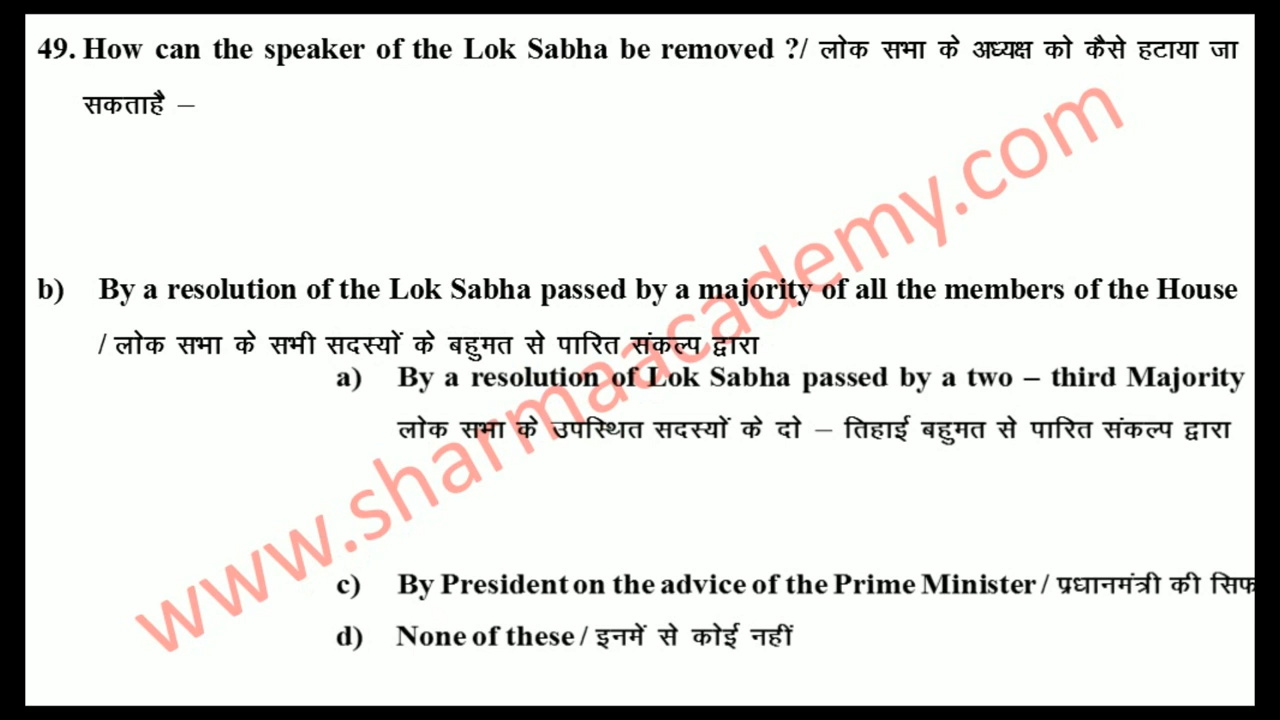 49. How can the speaker of the Lok Sabha be removed ?/ लोक सभा के अध्यक्ष को कैसे हटाया जा
सकताहै –
b) By a resolution of the Lok Sabha passed by a majority of all the members of the House
/ लोक सभा के सभी सदस्यों के बहुमत से पारित संकल्प द्वारा
a) By a resolution of Lok Sabha passed by a two – third Majority
लोक सभा के उपस्थित सदस्यों के दो – तिहाई बहुमत से पारित संकल्प द्वारा
c) By President on the advice of the Prime Minister / प्रधानमंत्री की
d) None of these / इनमें से कोई नहीं
www.sharmaacademy.com